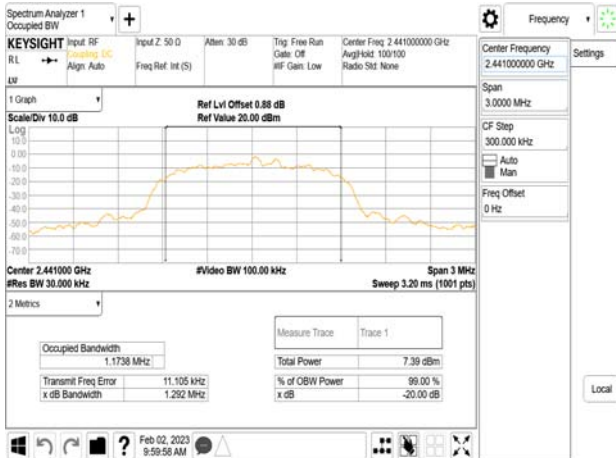 Spectrum Analyzer 1
Occupied BW
+
Frequency
KEYSIGHT
RL
Input: RF
Coupling: DC
Align: Auto
Input Z: 50 Ω
Freq Ref: Int (S)
Atten: 30 dB
Trig: Free Run
Gate: Off
#IF Gain: Low
Center Freq: 2.441000000 GHz
Avg|Hold: 100/100
Radio Std: None
Center Frequency
2.441000000 GHz
Settings
Span
3.0000 MHz
CF Step
300.000 kHz
Auto
Man
Freq Offset
0 Hz
Local
1 Graph
Scale/Div 10.0 dB
Ref Lvl Offset 0.88 dB
Ref Value 20.00 dBm
Log
10.0
0.00
-10.0
-20.0
-30.0
-40.0
-50.0
-60.0
-70.0
Center 2.441000 GHz
#Res BW 30.000 kHz
#Video BW 100.00 kHz
Span 3 MHz
Sweep 3.20 ms (1001 pts)
2 Metrics
Measure Trace Trace 1
Occupied Bandwidth
1.1738 MHz
Total Power 7.39 dBm
Transmit Freq Error 11.105 kHz
% of OBW Power 99.00 %
x dB Bandwidth 1.292 MHz
x dB -20.00 dB
?
Feb 02, 2023
9:59:58 AM